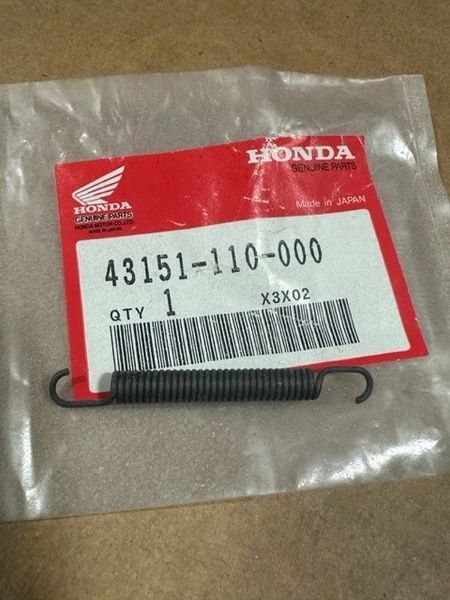 HONDA
GENUINE PARTS
Made in JAPAN
HONDA
GENUINE PARTS
HONDA MOTOR CO.,LTD.
MADE IN JAPAN
43151-110-000
QTY 1 X3X02